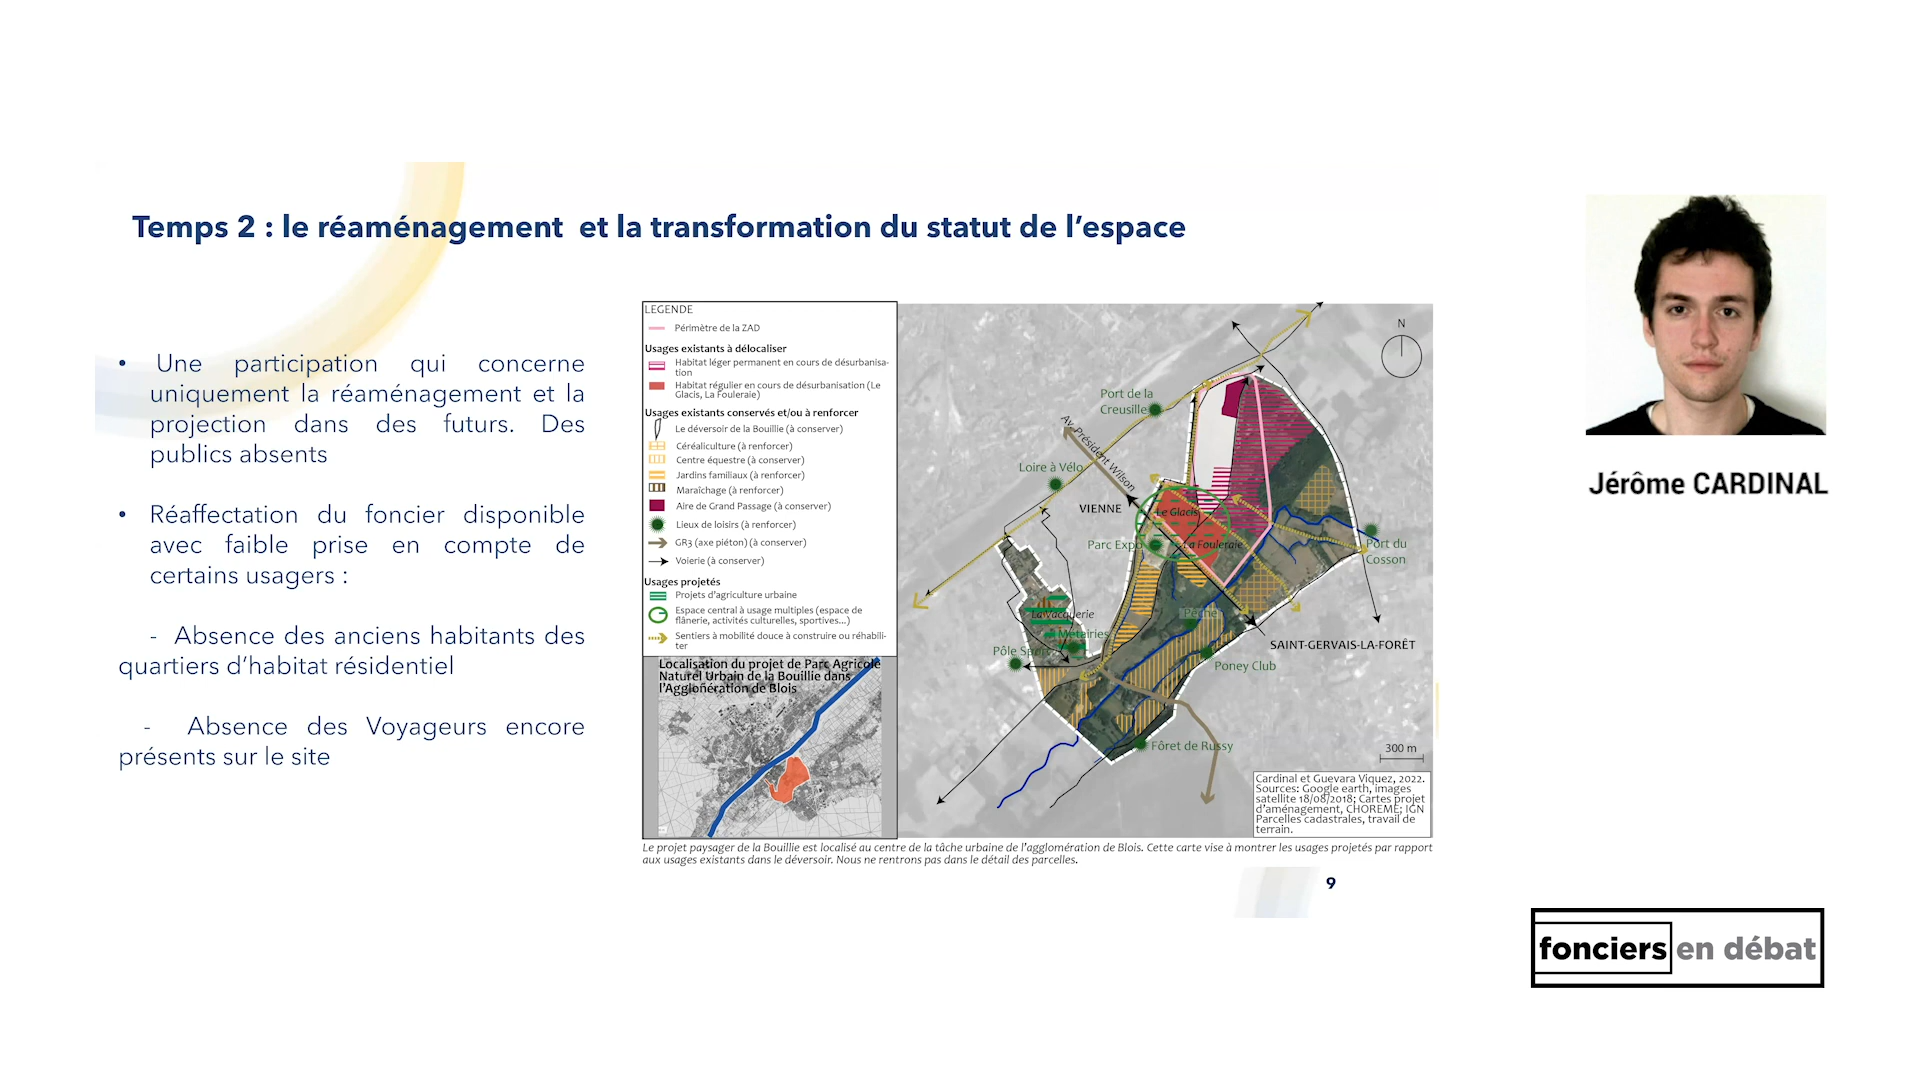 Temps 2 : le réaménagement et la transformation du statut de l'espace
• Une participation qui concerne
uniquement la réaménagement et la
projection dans des futurs. Des
publics absents
• Réaffectation du foncier disponible
avec faible prise en compte de
certains usagers :
- Absence des anciens habitants des
quartiers d'habitat résidentiel
- Absence des Voyageurs encore
présents sur le site
LEGENDE
Périmètre de la ZAD
Usages existants à délocaliser
Habitat léger permanent en cours de désurbanisa-
tion
Habitat régulier en cours de désurbanisation (Le
Glacis, La Fouleraie)
Usages existants conservés et/ou à renforcer
Le déversoir de la Bouillie (à conserver)
Céréaliculture (à renforcer)
Centre équestre (à conserver)
Jardins familiaux (à renforcer)
Maraîchage (à renforcer)
Aire de Grand Passage (à conserver)
Lieux de loisirs (à renforcer)
GR3 (axe piéton) (à conserver)
Voierie (à conserver)
Usages projetés
Projets d'agriculture urbaine
Espace central à usage multiples (espace de
flânerie, activités culturelles, sportives...)
Sentiers à mobilité douce à construire ou réhabili-
ter
Localisation du projet de Parc Agricole
Naturel Urbain de la Bouillie dans
l'Agglomération de Blois
N
Port de la
Creusille
Av. Président Wilson
Loire à Vélo
VIENNE
Le Glacis
Parc Expo
La Fouleraie
Port du
Cosson
La Vacquerie
Métairies
Pêche
Pôle Sportif
SAINT-GERVAIS-LA-FORÊT
Poney Club
Fôret de Russy
300 m
Cardinal et Guevara Viquez, 2022.
Sources: Google earth, images
satellite 18/08/2018; Cartes projet
d'aménagement, CHOREME; IGN
Parcelles cadastrales, travail de
terrain.
Le projet paysager de la Bouillie est localisé au centre de la tâche urbaine de l'agglomération de Blois. Cette carte vise à montrer les usages projetés par rapport
aux usages existants dans le déversoir. Nous ne rentrons pas dans le détail des parcelles.
9
Jérôme CARDINAL
fonciers en débat